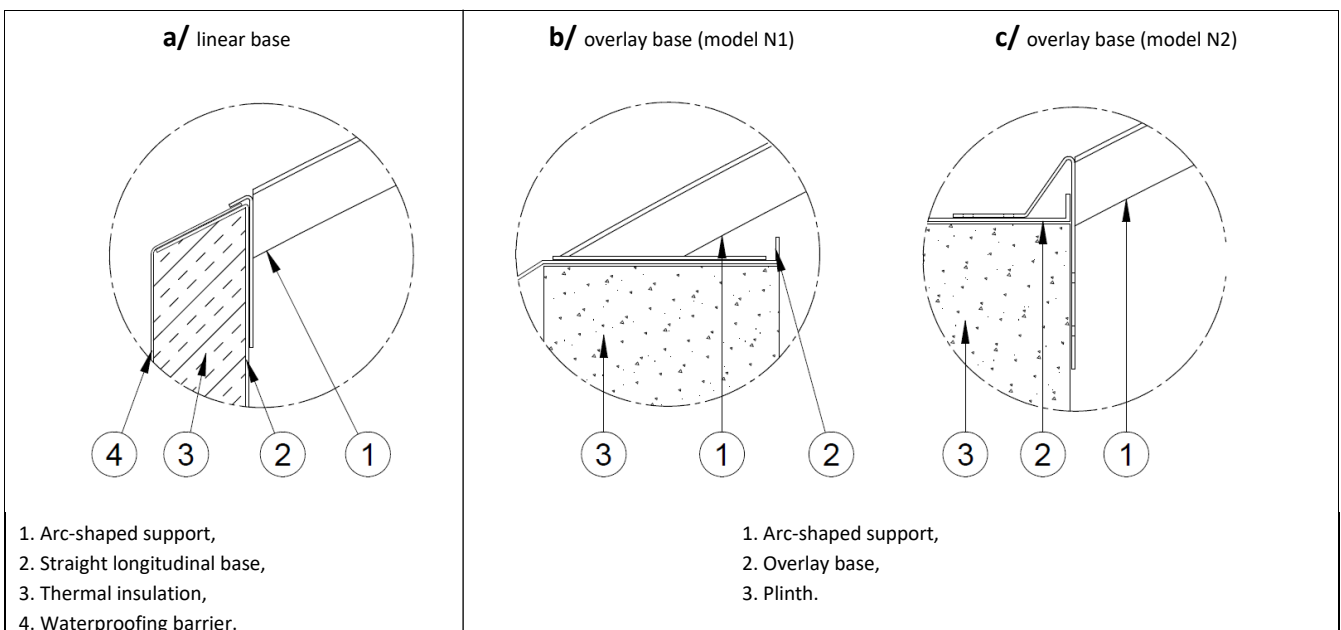 a/ linear base
b/ overlay base (model N1)
c/ overlay base (model N2)
4 3 2 1
3 1 2
3 2 1
1. Arc-shaped support,
2. Straight longitudinal base,
3. Thermal insulation,
4. Waterproofing barrier.
1. Arc-shaped support,
2. Overlay base,
3. Plinth.